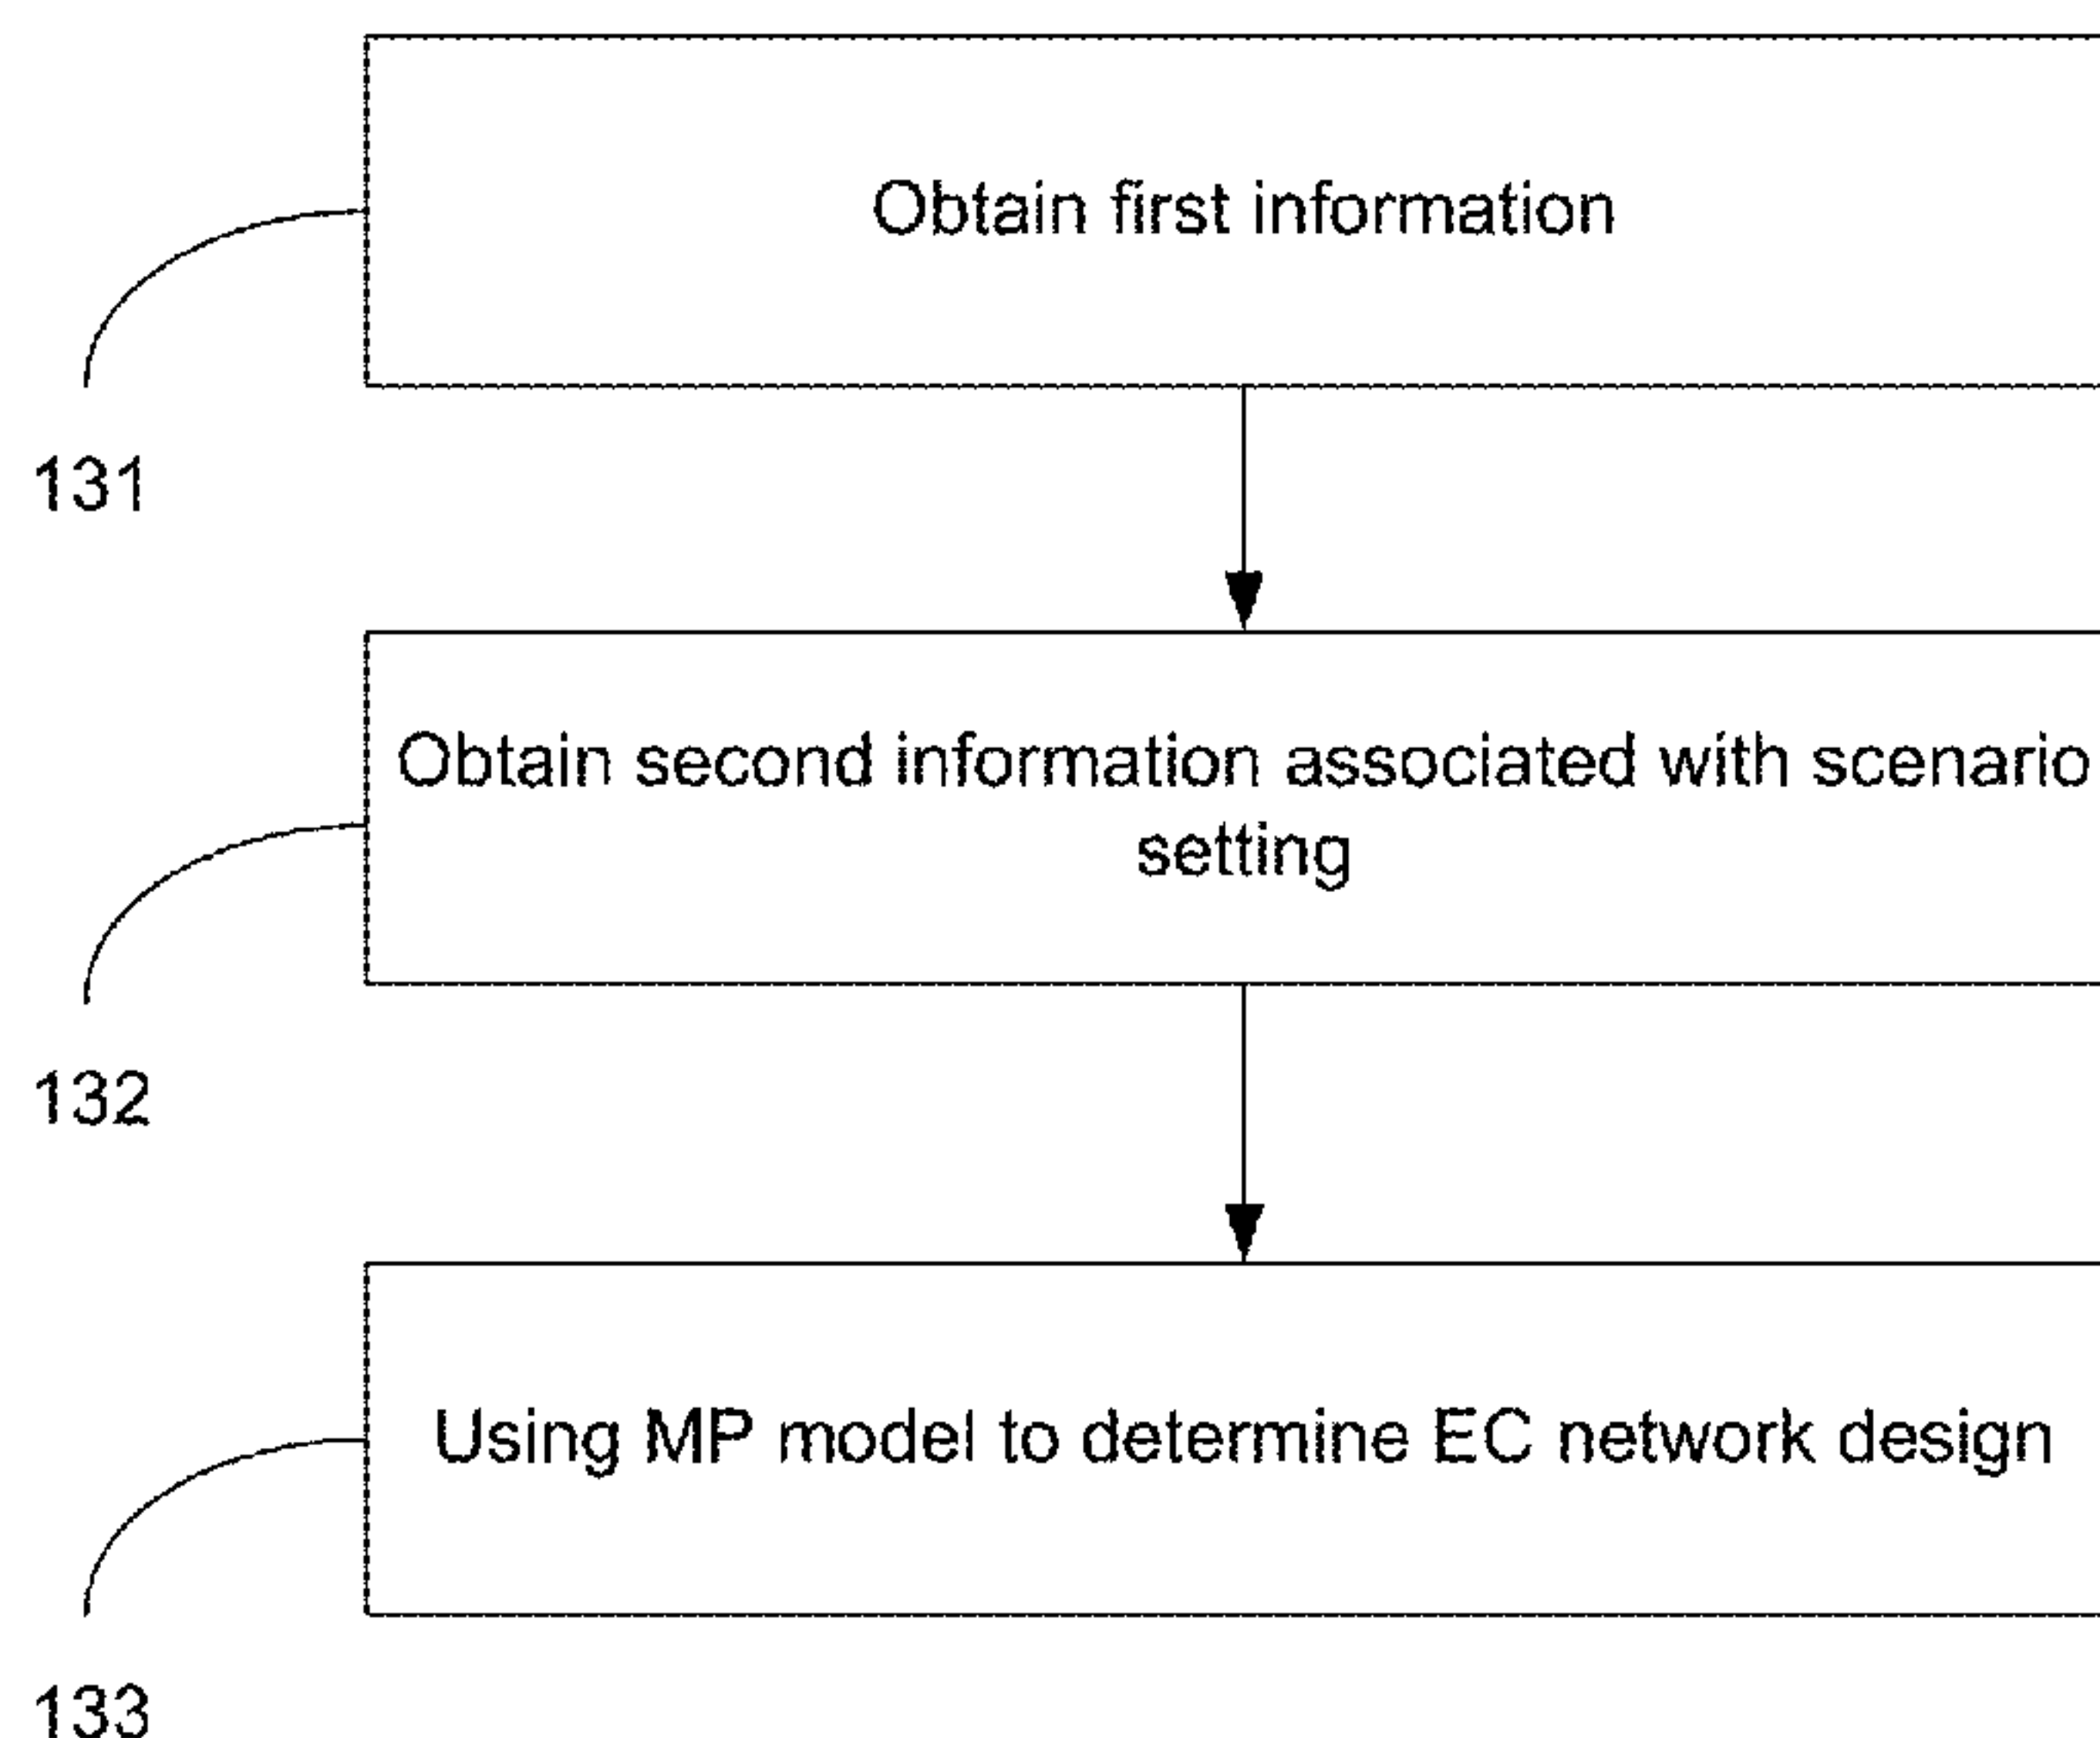 Obtain first information
131
Obtain second information associated with scenario
setting
132
Using MP model to determine EC network design
133